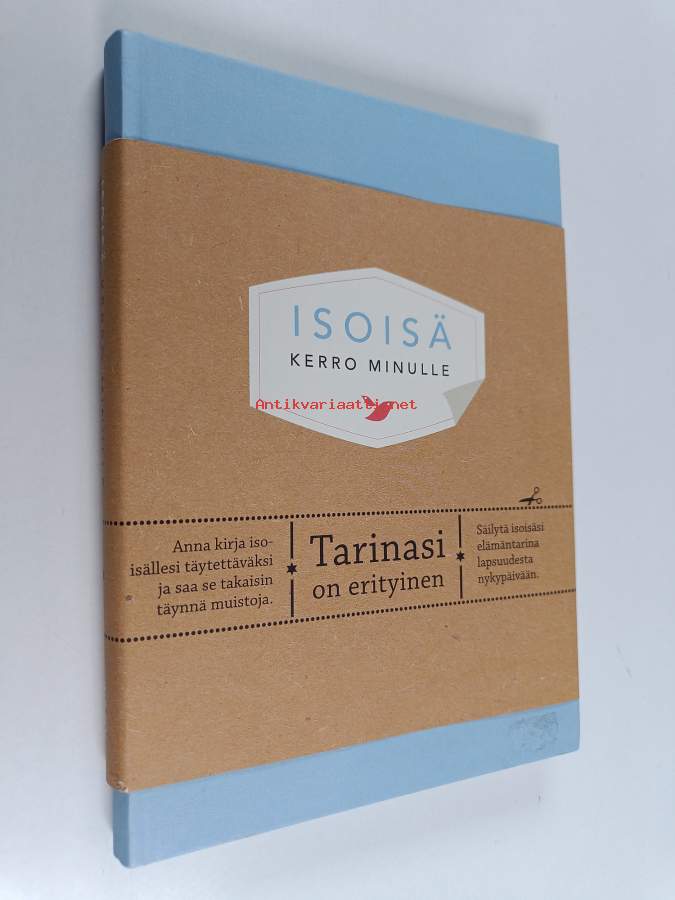 ISOISÄ
KERRO MINULLE
Antikvariaatti.net
Anna kirja iso-
isällesi täytettäväksi
ja saa se takaisin
täynnä muistoja.
Tarinasi
on erityinen
Säilytä isoisäsi
elämäntarina
lapsuudesta
nykypäivään.